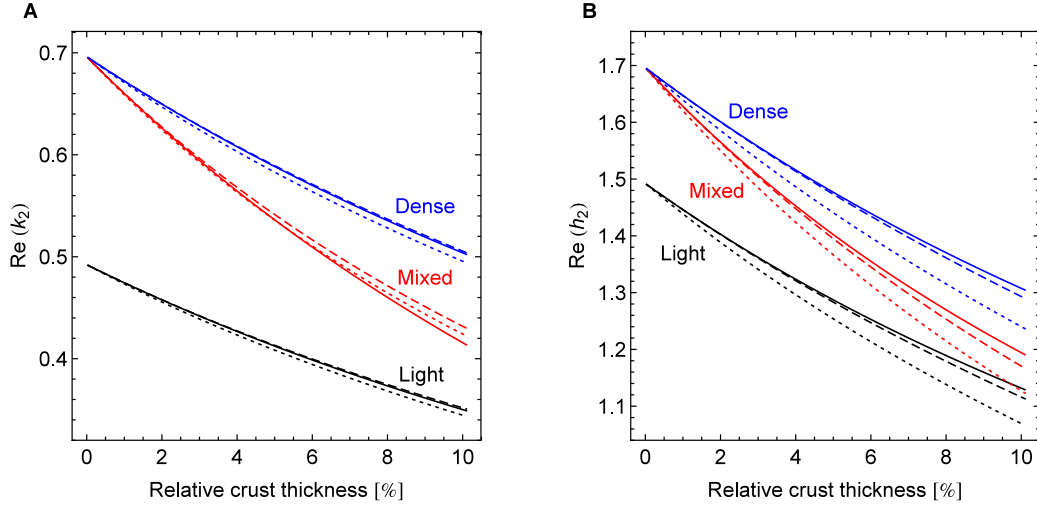 A
Re (k2)
0.7
0.6
0.5
0.4
Dense
Mixed
Light
0 2 4 6 8 10
Relative crust thickness [%]
B
Re (h2)
1.7
1.6
1.5
1.4
1.3
1.2
1.1
Dense
Mixed
Light
0 2 4 6 8 10
Relative crust thickness [%]